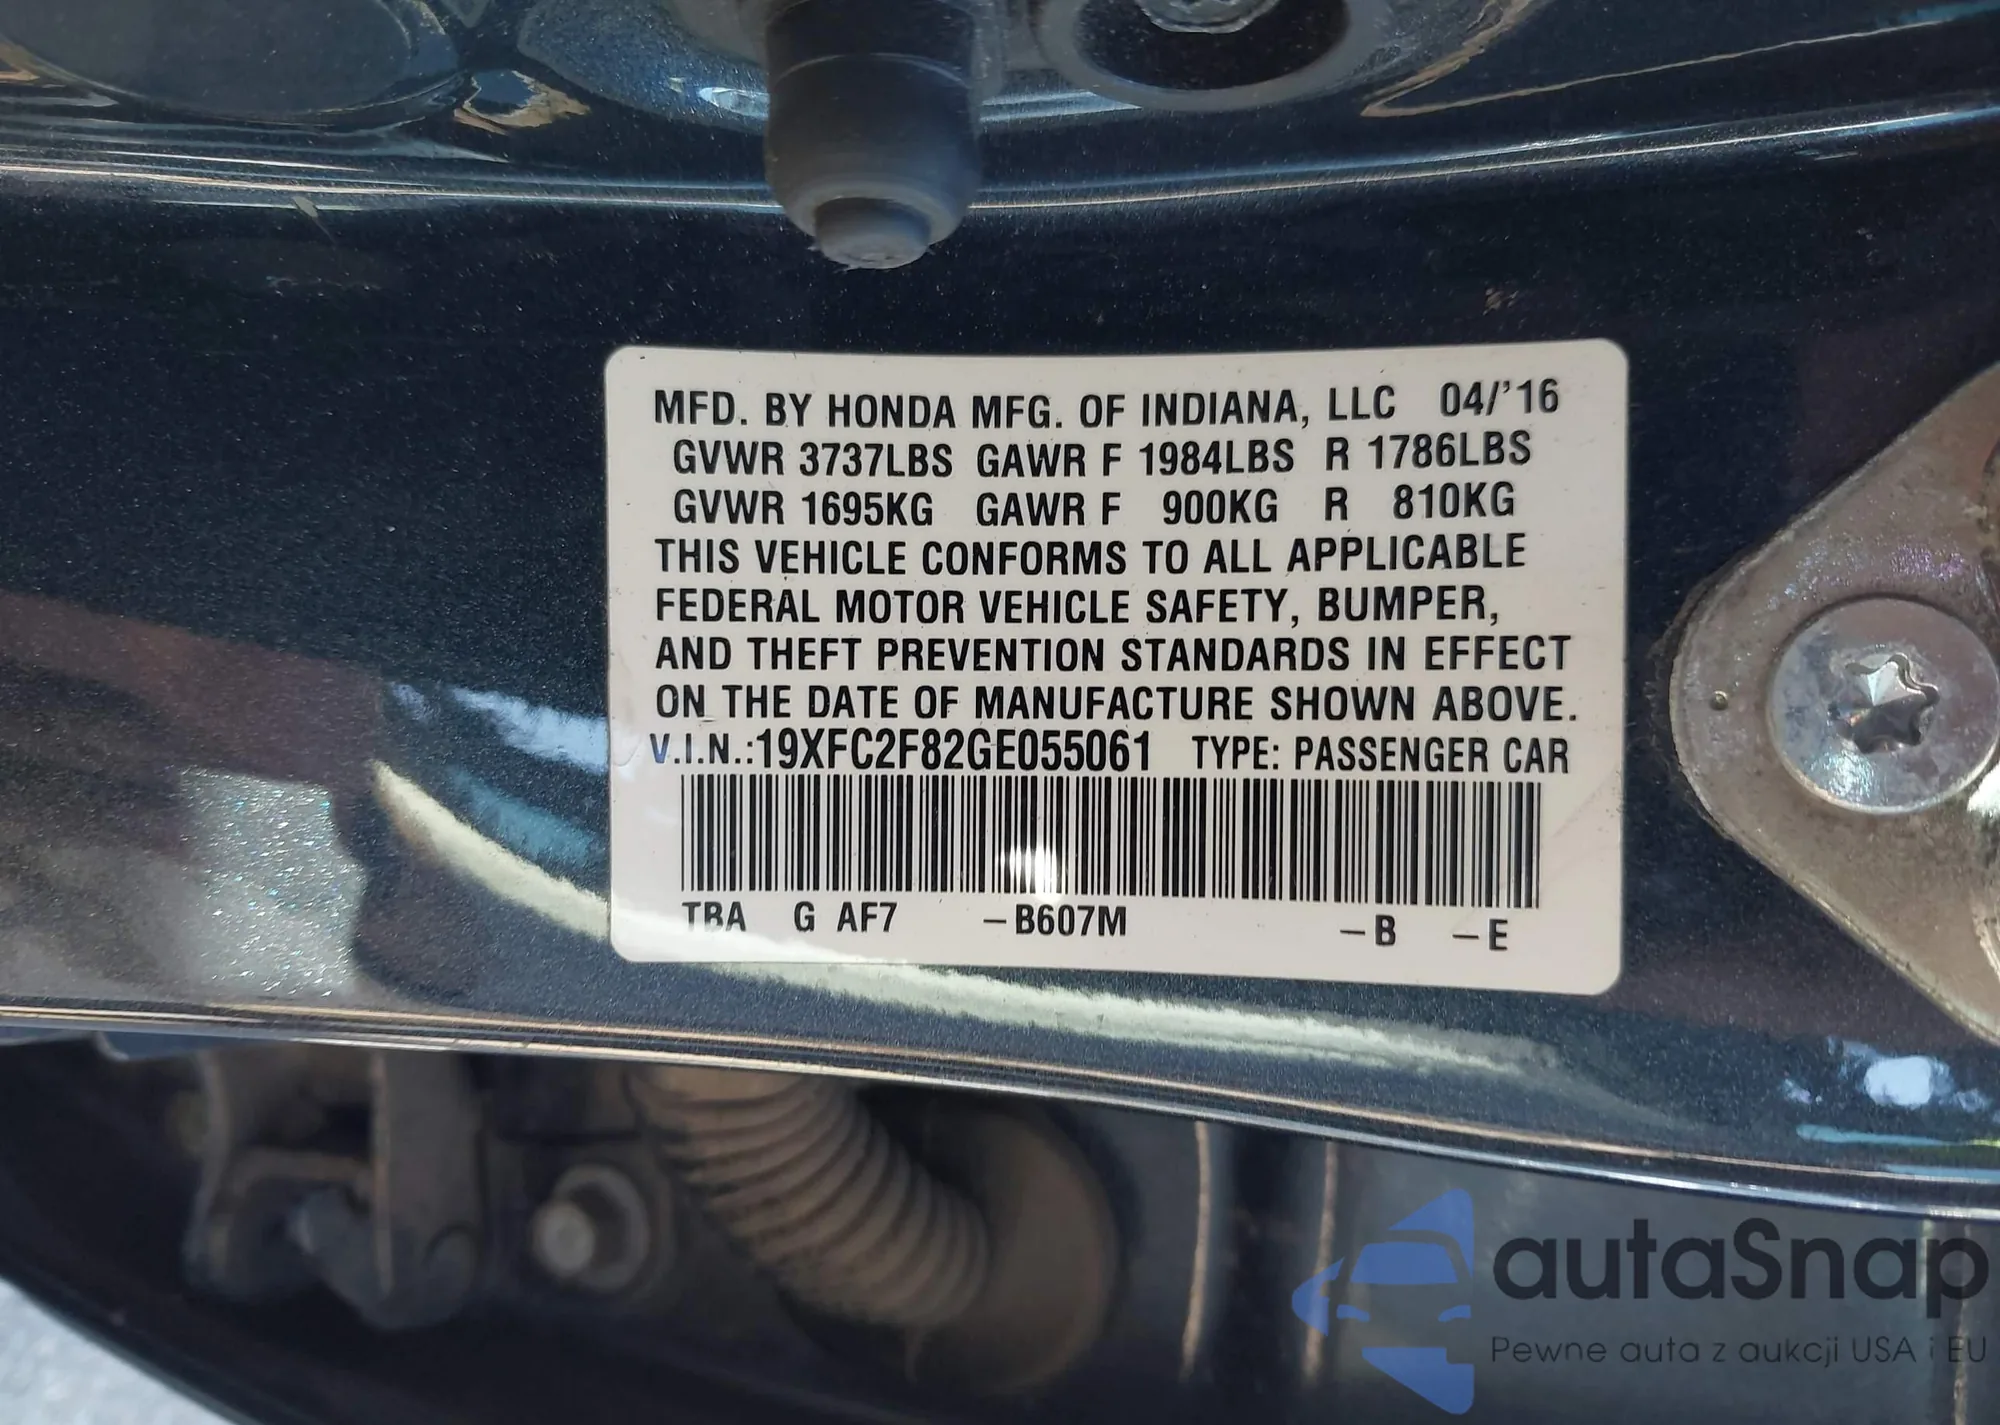 MFD. BY HONDA MFG. OF INDIANA, LLC 04/'16
GVWR 3737LBS GAWR F 1984LBS R 1786LBS
GVWR 1695KG GAWR F 900KG R 810KG
THIS VEHICLE CONFORMS TO ALL APPLICABLE
FEDERAL MOTOR VEHICLE SAFETY, BUMPER,
AND THEFT PREVENTION STANDARDS IN EFFECT
ON THE DATE OF MANUFACTURE SHOWN ABOVE.
V.I.N.:19XFC2F82GE055061 TYPE: PASSENGER CAR
TBA G AF7 –B607M –B –E
autaSnap
Pewne auta z aukcji USA i EU